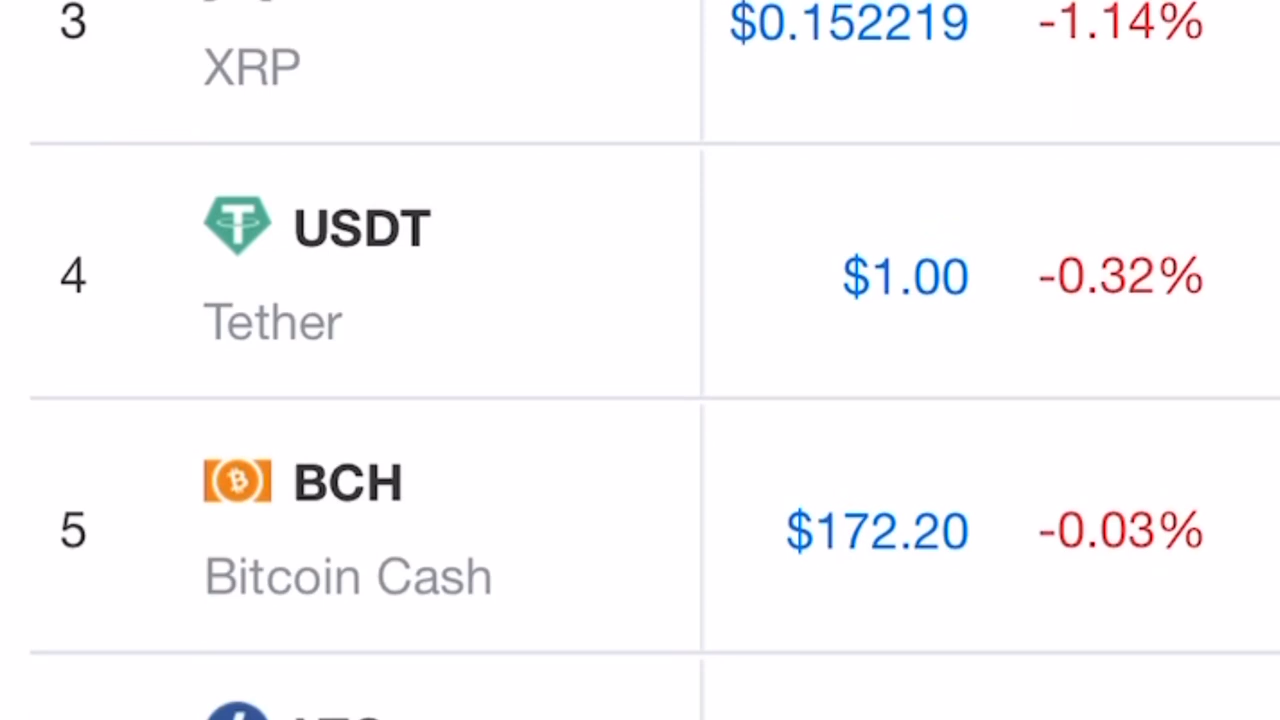 3
$0.152219 -1.14%
XRP
USDT
4
$1.00 -0.32%
Tether
BCH
5
$172.20 -0.03%
Bitcoin Cash